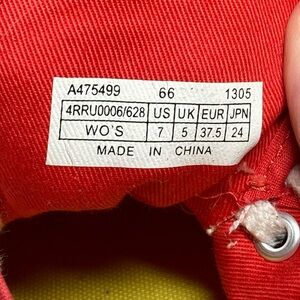 A475499 66 1305
4RRU0006/628 US UK EUR JPN
WO'S 7 5 37.5 24
MADE IN CHINA